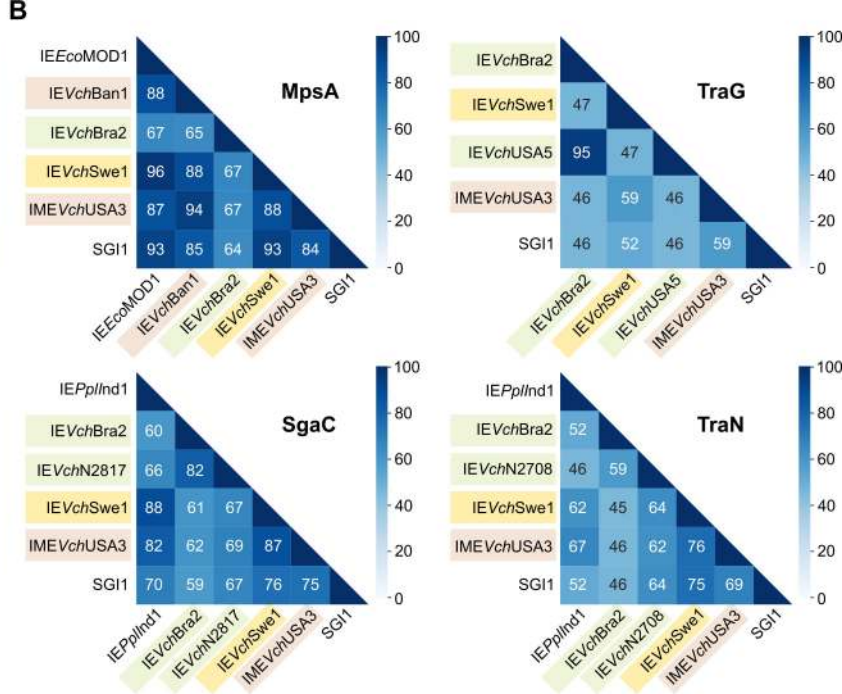 B
MpsA
IEEcoMOD1
IEVchBan1 88
IEVchBra2 67 65
IEVchSwe1 96 88 67
IMEVchUSA3 87 94 67 88
SGI1 93 85 64 93 84
IEEcoMOD1 IEVchBan1 IEVchBra2 IEVchSwe1 IMEVchUSA3 SGI1
100
80
60
40
20
0
TraG
IEVchBra2
IEVchSwe1 47
IEVchUSA5 95 47
IMEVchUSA3 46 59 46
SGI1 46 52 46 59
IEVchBra2 IEVchSwe1 IEVchUSA5 IMEVchUSA3 SGI1
100
80
60
40
20
0
SgaC
IEPplInd1
IEVchBra2 60
IEVchN2817 66 82
IEVchSwe1 88 61 67
IMEVchUSA3 82 62 69 87
SGI1 70 59 67 76 75
IEPplInd1 IEVchBra2 IEVchN2817 IEVchSwe1 IMEVchUSA3 SGI1
100
80
60
40
20
0
TraN
IEPplInd1
IEVchBra2 52
IEVchN2708 46 59
IEVchSwe1 62 45 64
IMEVchUSA3 67 46 62 76
SGI1 52 46 64 75 69
IEPplInd1 IEVchBra2 IEVchN2708 IEVchSwe1 IMEVchUSA3 SGI1
100
80
60
40
20
0